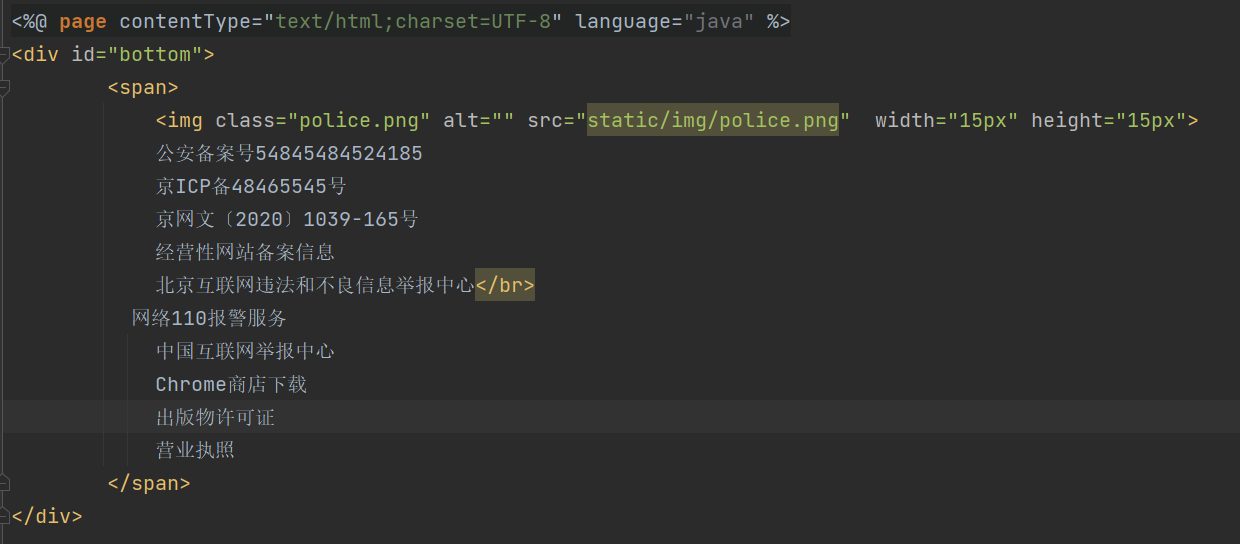 <%@ page contentType="text/html;charset=UTF-8" language="java" %>
<div id="bottom">
<span>
<img class="police.png" alt="" src="static/img/police.png"  width="15px" height="15px">
公安备案号54845484524185
京ICP备48465545号
京网文〔2020〕1039-165号
经营性网站备案信息
北京互联网违法和不良信息举报中心</br>
网络110报警服务
中国互联网举报中心
Chrome商店下载
出版物许可证
营业执照
</span>
</div>